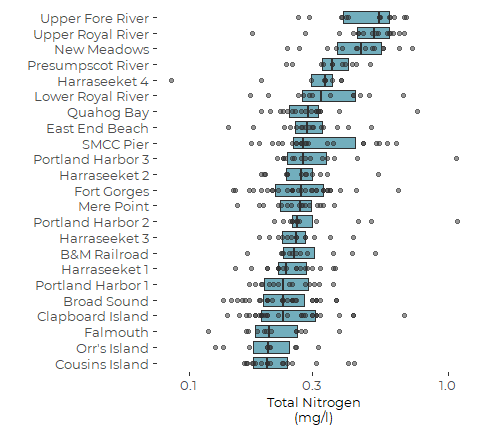 Upper Fore River
Upper Royal River
New Meadows
Presumpscot River
Harraseeket 4
Lower Royal River
Quahog Bay
East End Beach
SMCC Pier
Portland Harbor 3
Harraseeket 2
Fort Gorges
Mere Point
Portland Harbor 2
Harraseeket 3
B&M Railroad
Harraseeket 1
Portland Harbor 1
Broad Sound
Clapboard Island
Falmouth
Orr's Island
Cousins Island
0.1 0.3 1.0
Total Nitrogen
(mg/l)